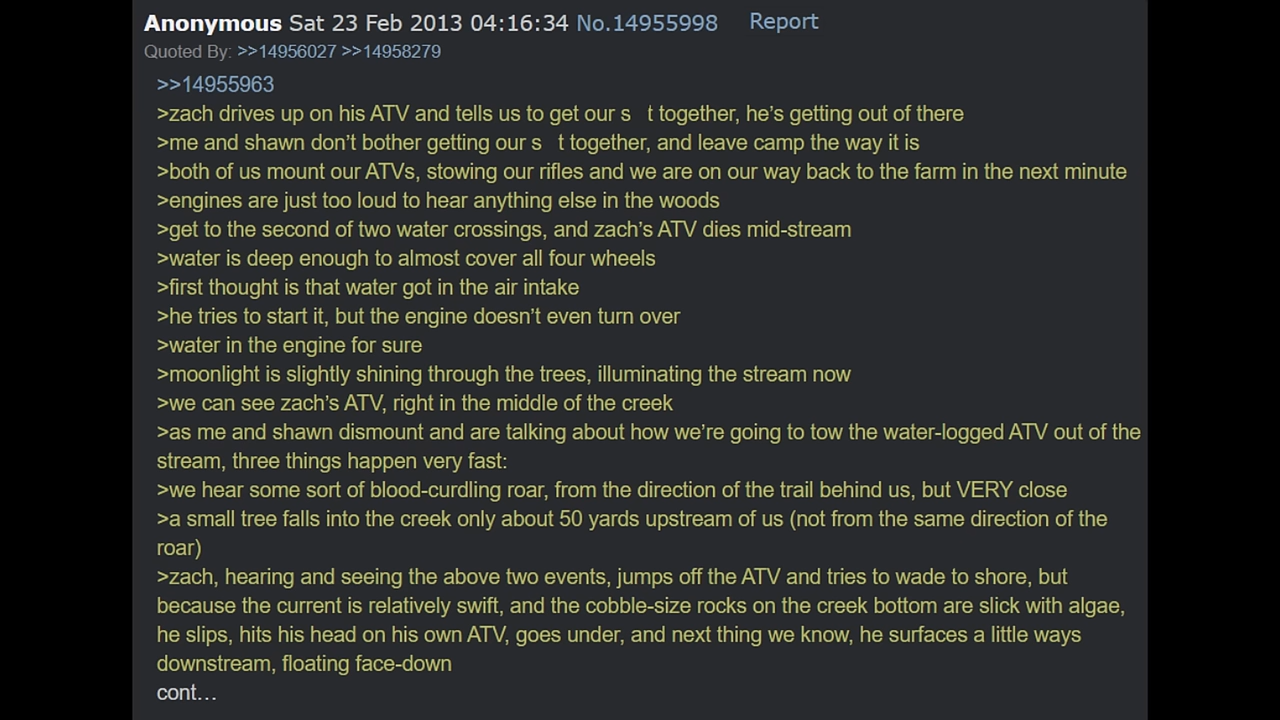 Anonymous Sat 23 Feb 2013 04:16:34 No.14955998 Report
Quoted By: >>14956027 >>14958279
>>14955963
>zach drives up on his ATV and tells us to get our s t together, he’s getting out of there
>me and shawn don’t bother getting our s t together, and leave camp the way it is
>both of us mount our ATVs, stowing our rifles and we are on our way back to the farm in the next minute
>engines are just too loud to hear anything else in the woods
>get to the second of two water crossings, and zach’s ATV dies mid-stream
>water is deep enough to almost cover all four wheels
>first thought is that water got in the air intake
>he tries to start it, but the engine doesn’t even turn over
>water in the engine for sure
>moonlight is slightly shining through the trees, illuminating the stream now
>we can see zach’s ATV, right in the middle of the creek
>as me and shawn dismount and are talking about how we’re going to tow the water-logged ATV out of the
stream, three things happen very fast:
>we hear some sort of blood-curdling roar, from the direction of the trail behind us, but VERY close
>a small tree falls into the creek only about 50 yards upstream of us (not from the same direction of the
roar)
>zach, hearing and seeing the above two events, jumps off the ATV and tries to wade to shore, but
because the current is relatively swift, and the cobble-size rocks on the creek bottom are slick with algae,
he slips, hits his head on his own ATV, goes under, and next thing we know, he surfaces a little ways
downstream, floating face-down
cont…